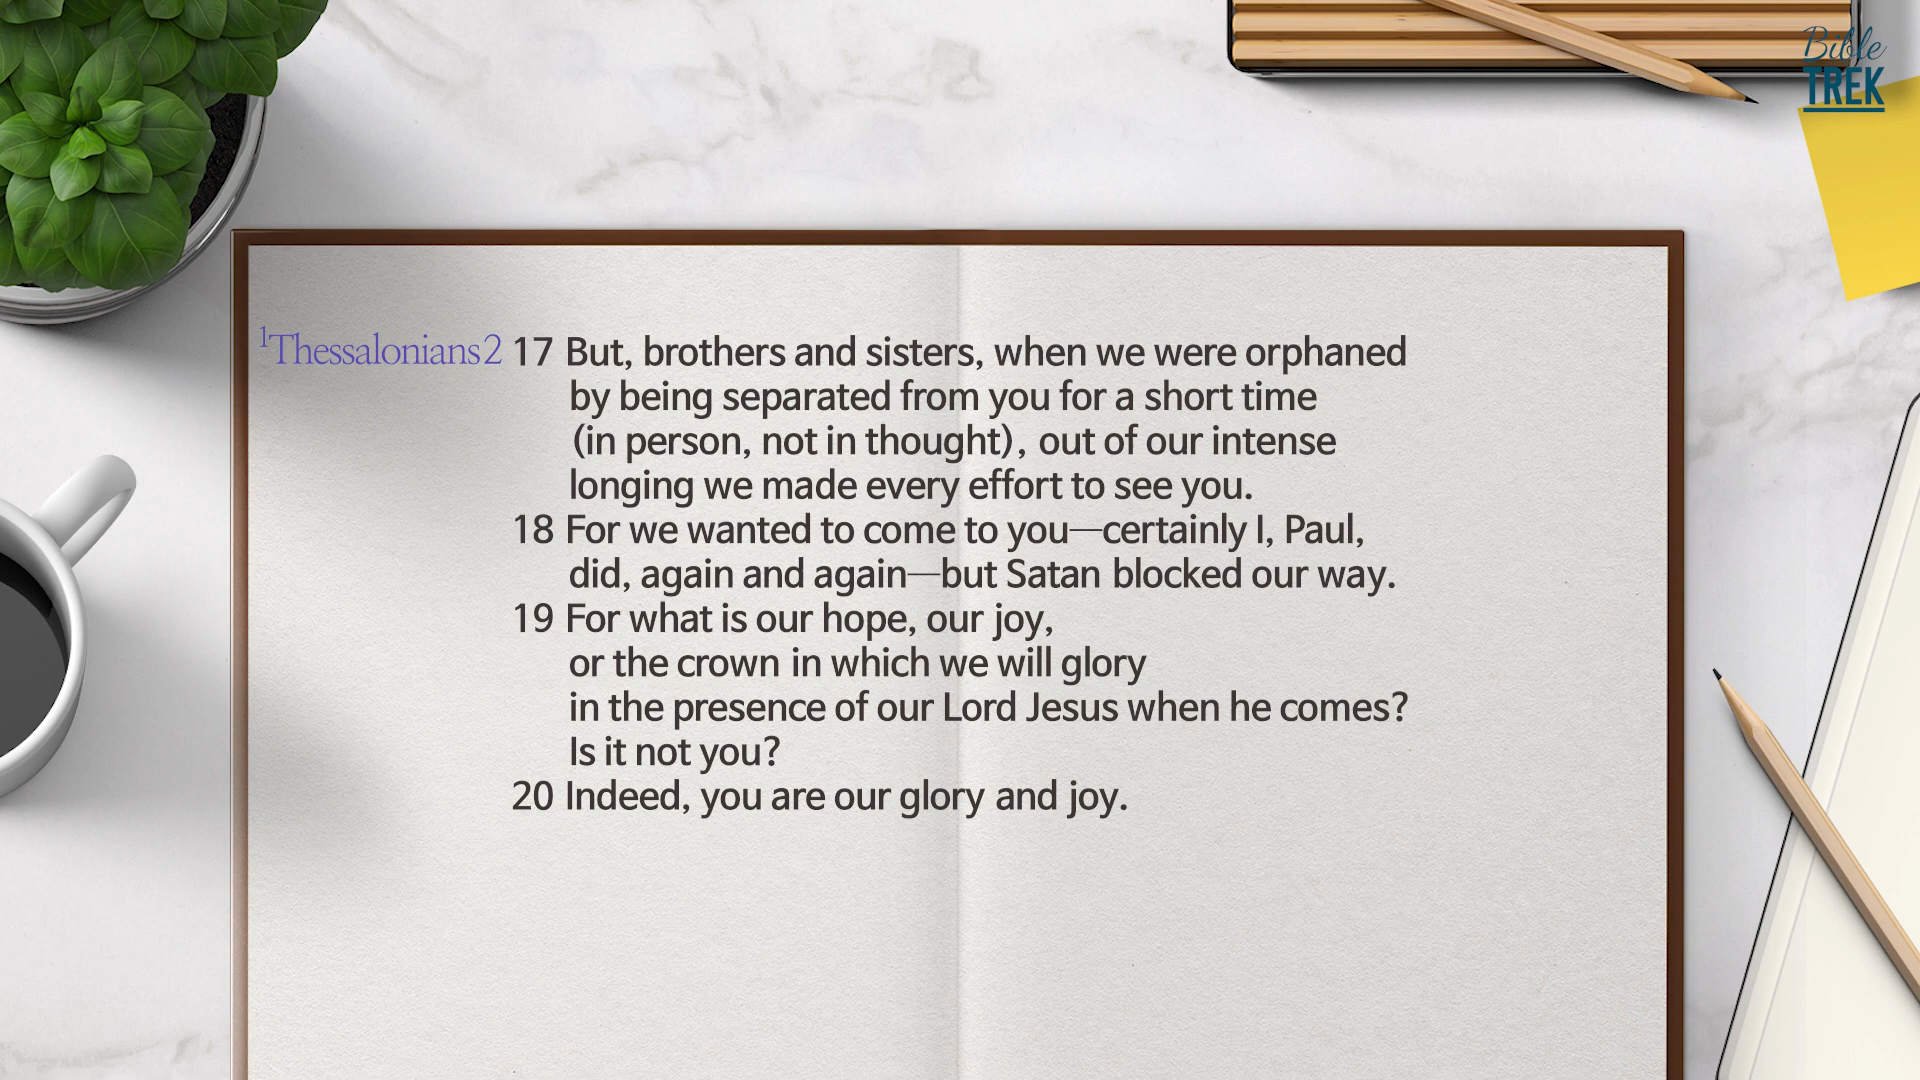 Bible
TREK
1Thessalonians2 17 But, brothers and sisters, when we were orphaned
by being separated from you for a short time
(in person, not in thought), out of our intense
longing we made every effort to see you.
18 For we wanted to come to you—certainly I, Paul,
did, again and again—but Satan blocked our way.
19 For what is our hope, our joy,
or the crown in which we will glory
in the presence of our Lord Jesus when he comes?
Is it not you?
20 Indeed, you are our glory and joy.